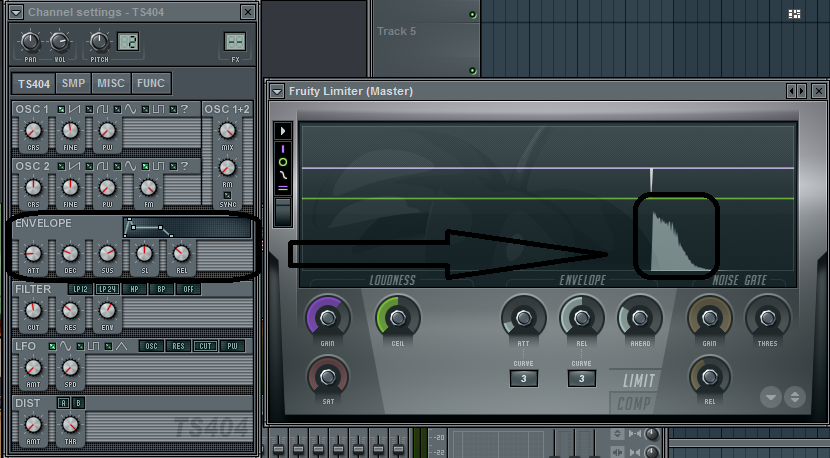 Channel settings - TS404
PAN VOL PITCH 2 FX
TS404 SMP MISC FUNC
OSC 1 ? OSC 1+2
CRS FINE PW MIX
OSC 2 ? RM
CRS FINE PW FM SYNC
ENVELOPE
ATT DEC SUS SL REL
FILTER LP12 LP24 HP BP OFF
CUT RES ENV
LFO OSC RES CUT PW
AMT SPD
DIST A B
AMT THR
TS404
Track 5
Fruity Limiter (Master)
LOUDNESS ENVELOPE NOISE GATE
GAIN CEIL ATT REL AHEAD GAIN THRES
CURVE CURVE
3 3
SAT REL
LIMIT
COMP
-20
-22